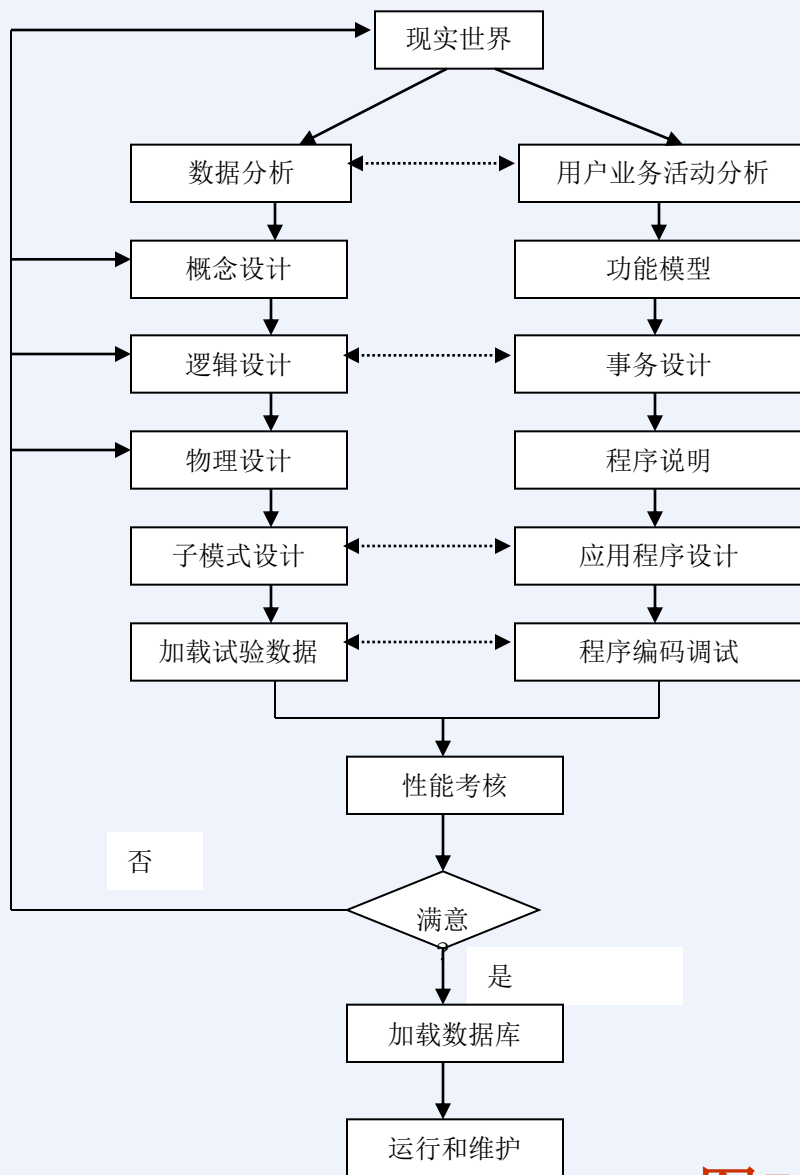 现实世界
数据分析
用户业务活动分析
概念设计
功能模型
逻辑设计
事务设计
物理设计
程序说明
子模式设计
应用程序设计
加载试验数据
程序编码调试
性能考核
否
满意
?
是
加载数据库
运行和维护